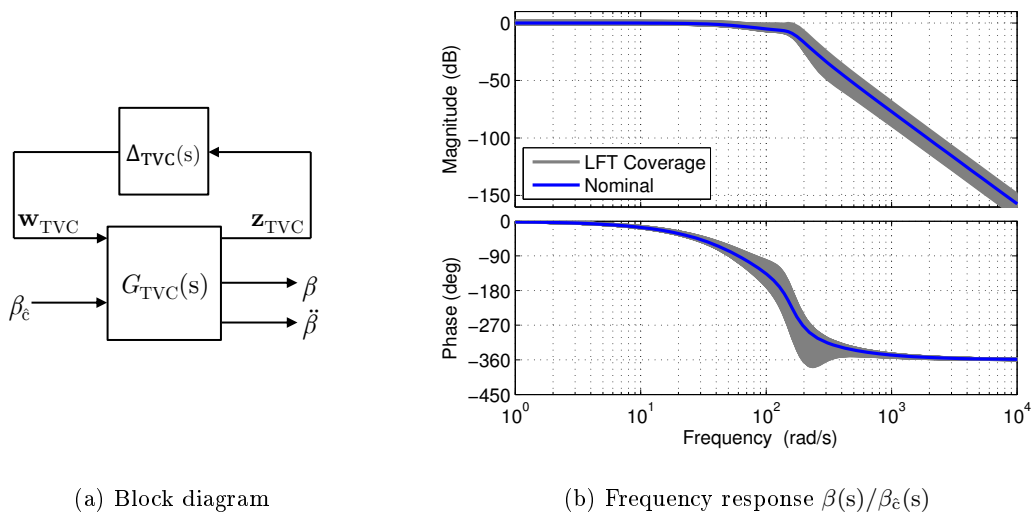 Δ_TVC(s)
w_TVC
z_TVC
G_TVC(s)
β_ĉ
β
β̈
(a) Block diagram
0
−50
−100
−150
Magnitude (dB)
LFT Coverage
Nominal
0
−90
−180
−270
−360
−450
Phase (deg)
10^0
10^1
10^2
10^3
10^4
Frequency (rad/s)
(b) Frequency response β(s)/β_ĉ(s)